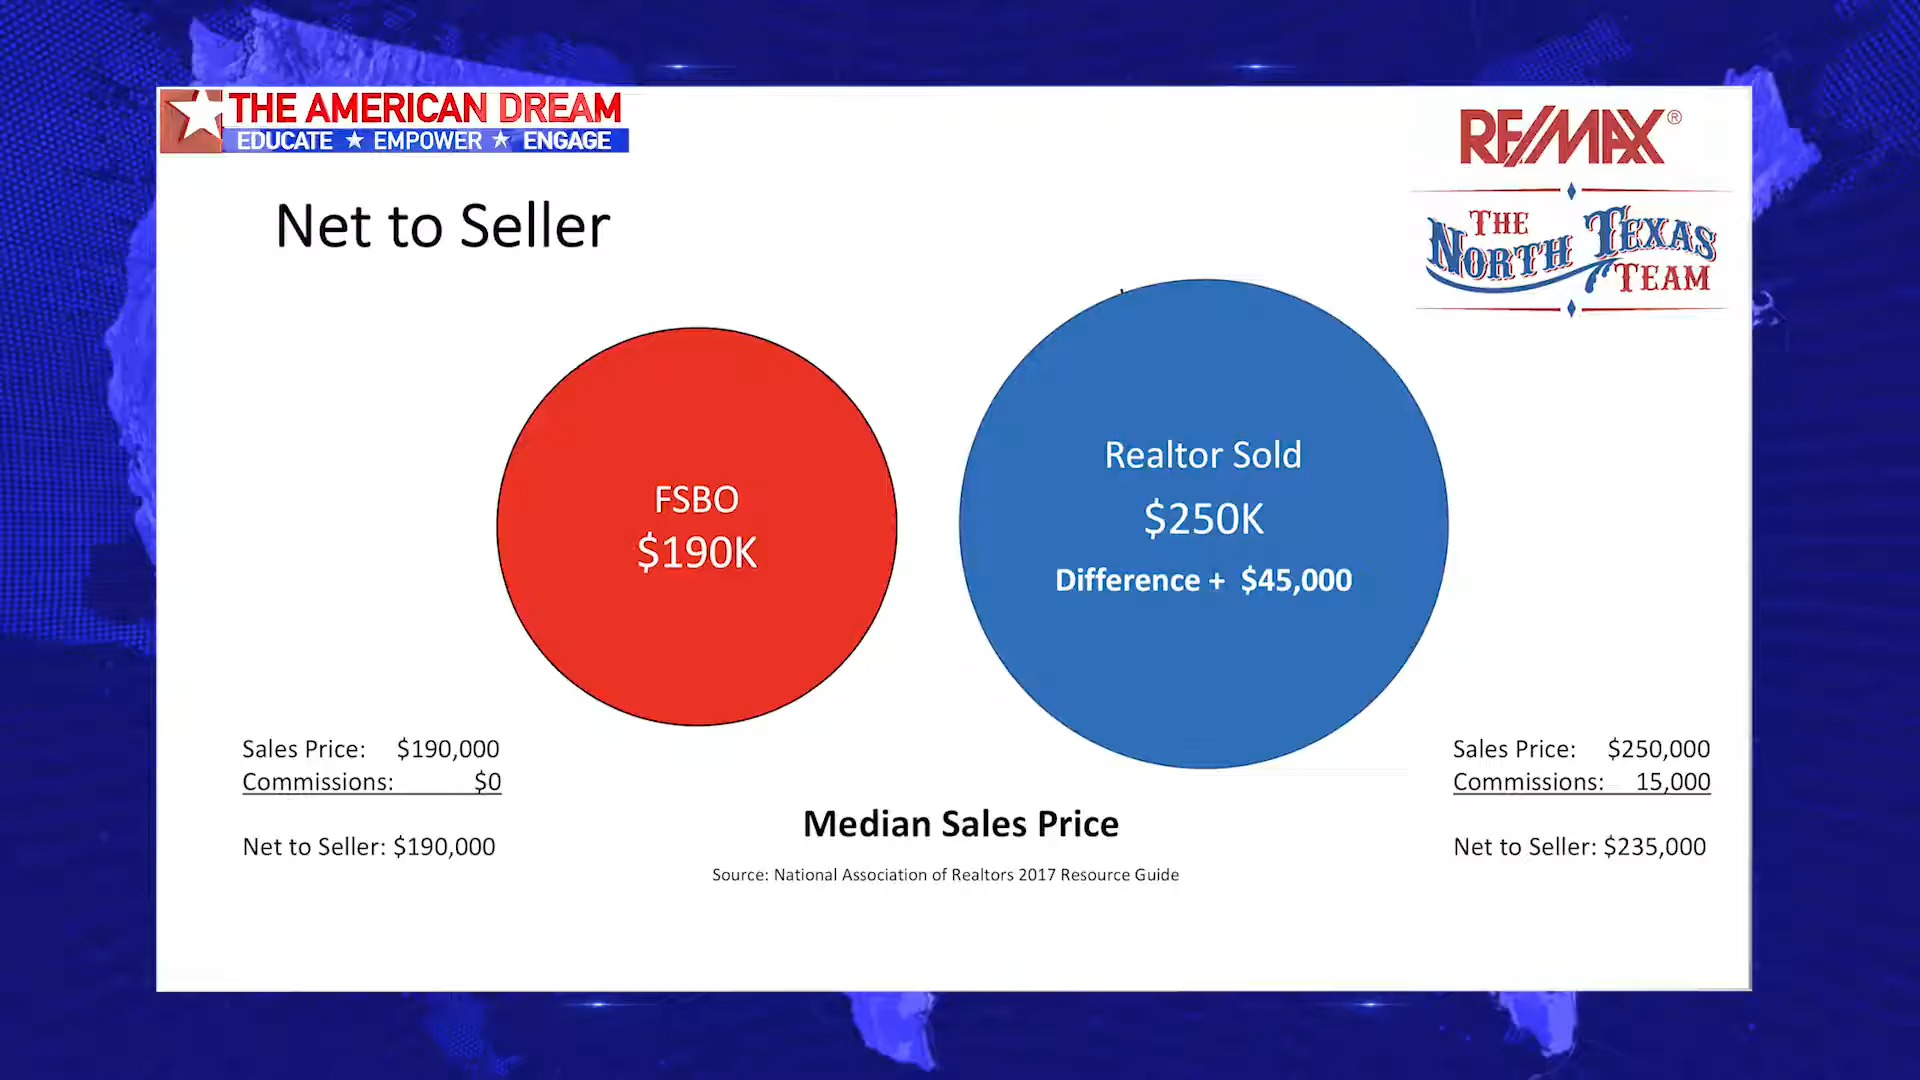 THE AMERICAN DREAM
EDUCATE ★ EMPOWER ★ ENGAGE
RE/MAX®
THE
NORTH TEXAS
TEAM
Net to Seller
FSBO
$190K
Realtor Sold
$250K
Difference + $45,000
Sales Price: $190,000
Commissions: $0
Net to Seller: $190,000
Sales Price: $250,000
Commissions: 15,000
Net to Seller: $235,000
Median Sales Price
Source: National Association of Realtors 2017 Resource Guide